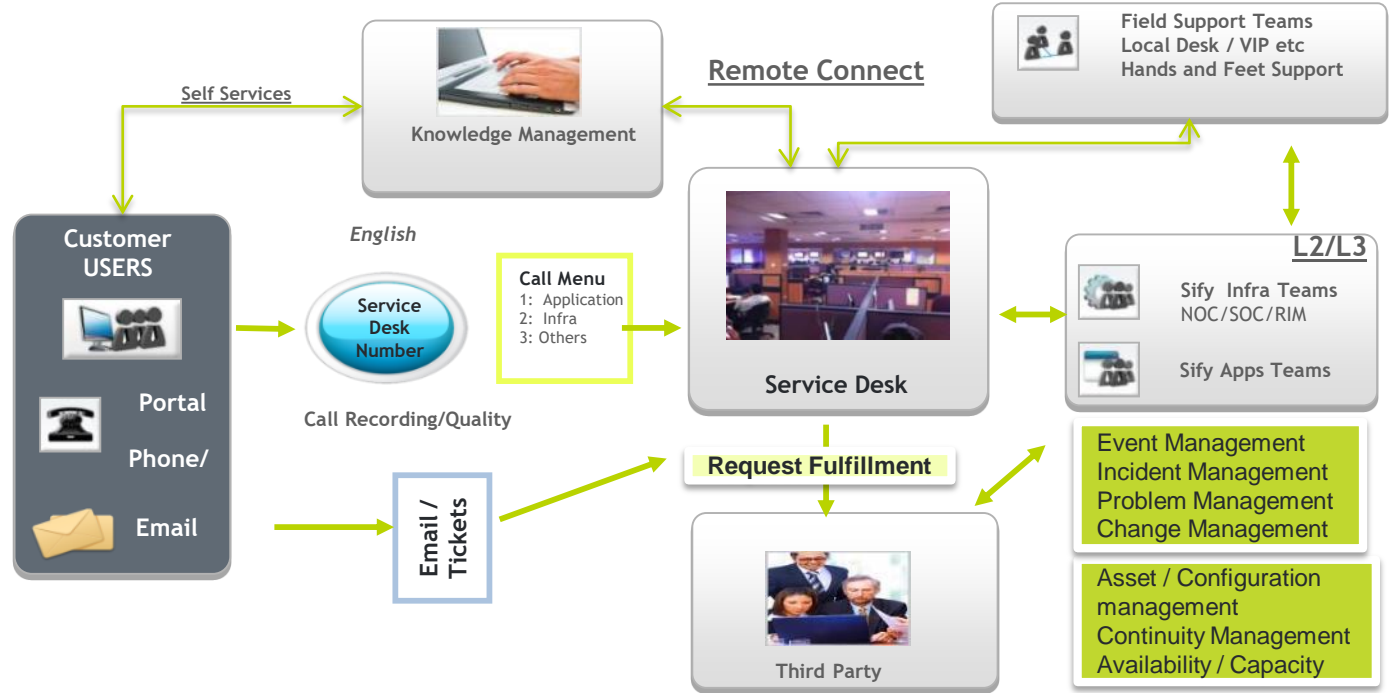 Field Support Teams
Local Desk / VIP etc
Hands and Feet Support
Remote Connect
Self Services
Knowledge Management
Customer
USERS
Portal
Phone/
Email
English
Service
Desk
Number
Call Recording/Quality
Call Menu
1: Application
2: Infra
3: Others
Email /
Tickets
Service Desk
Request Fulfillment
Third Party
L2/L3
Sify Infra Teams
NOC/SOC/RIM
Sify Apps Teams
Event Management
Incident Management
Problem Management
Change Management
Asset / Configuration
management
Continuity Management
Availability / Capacity